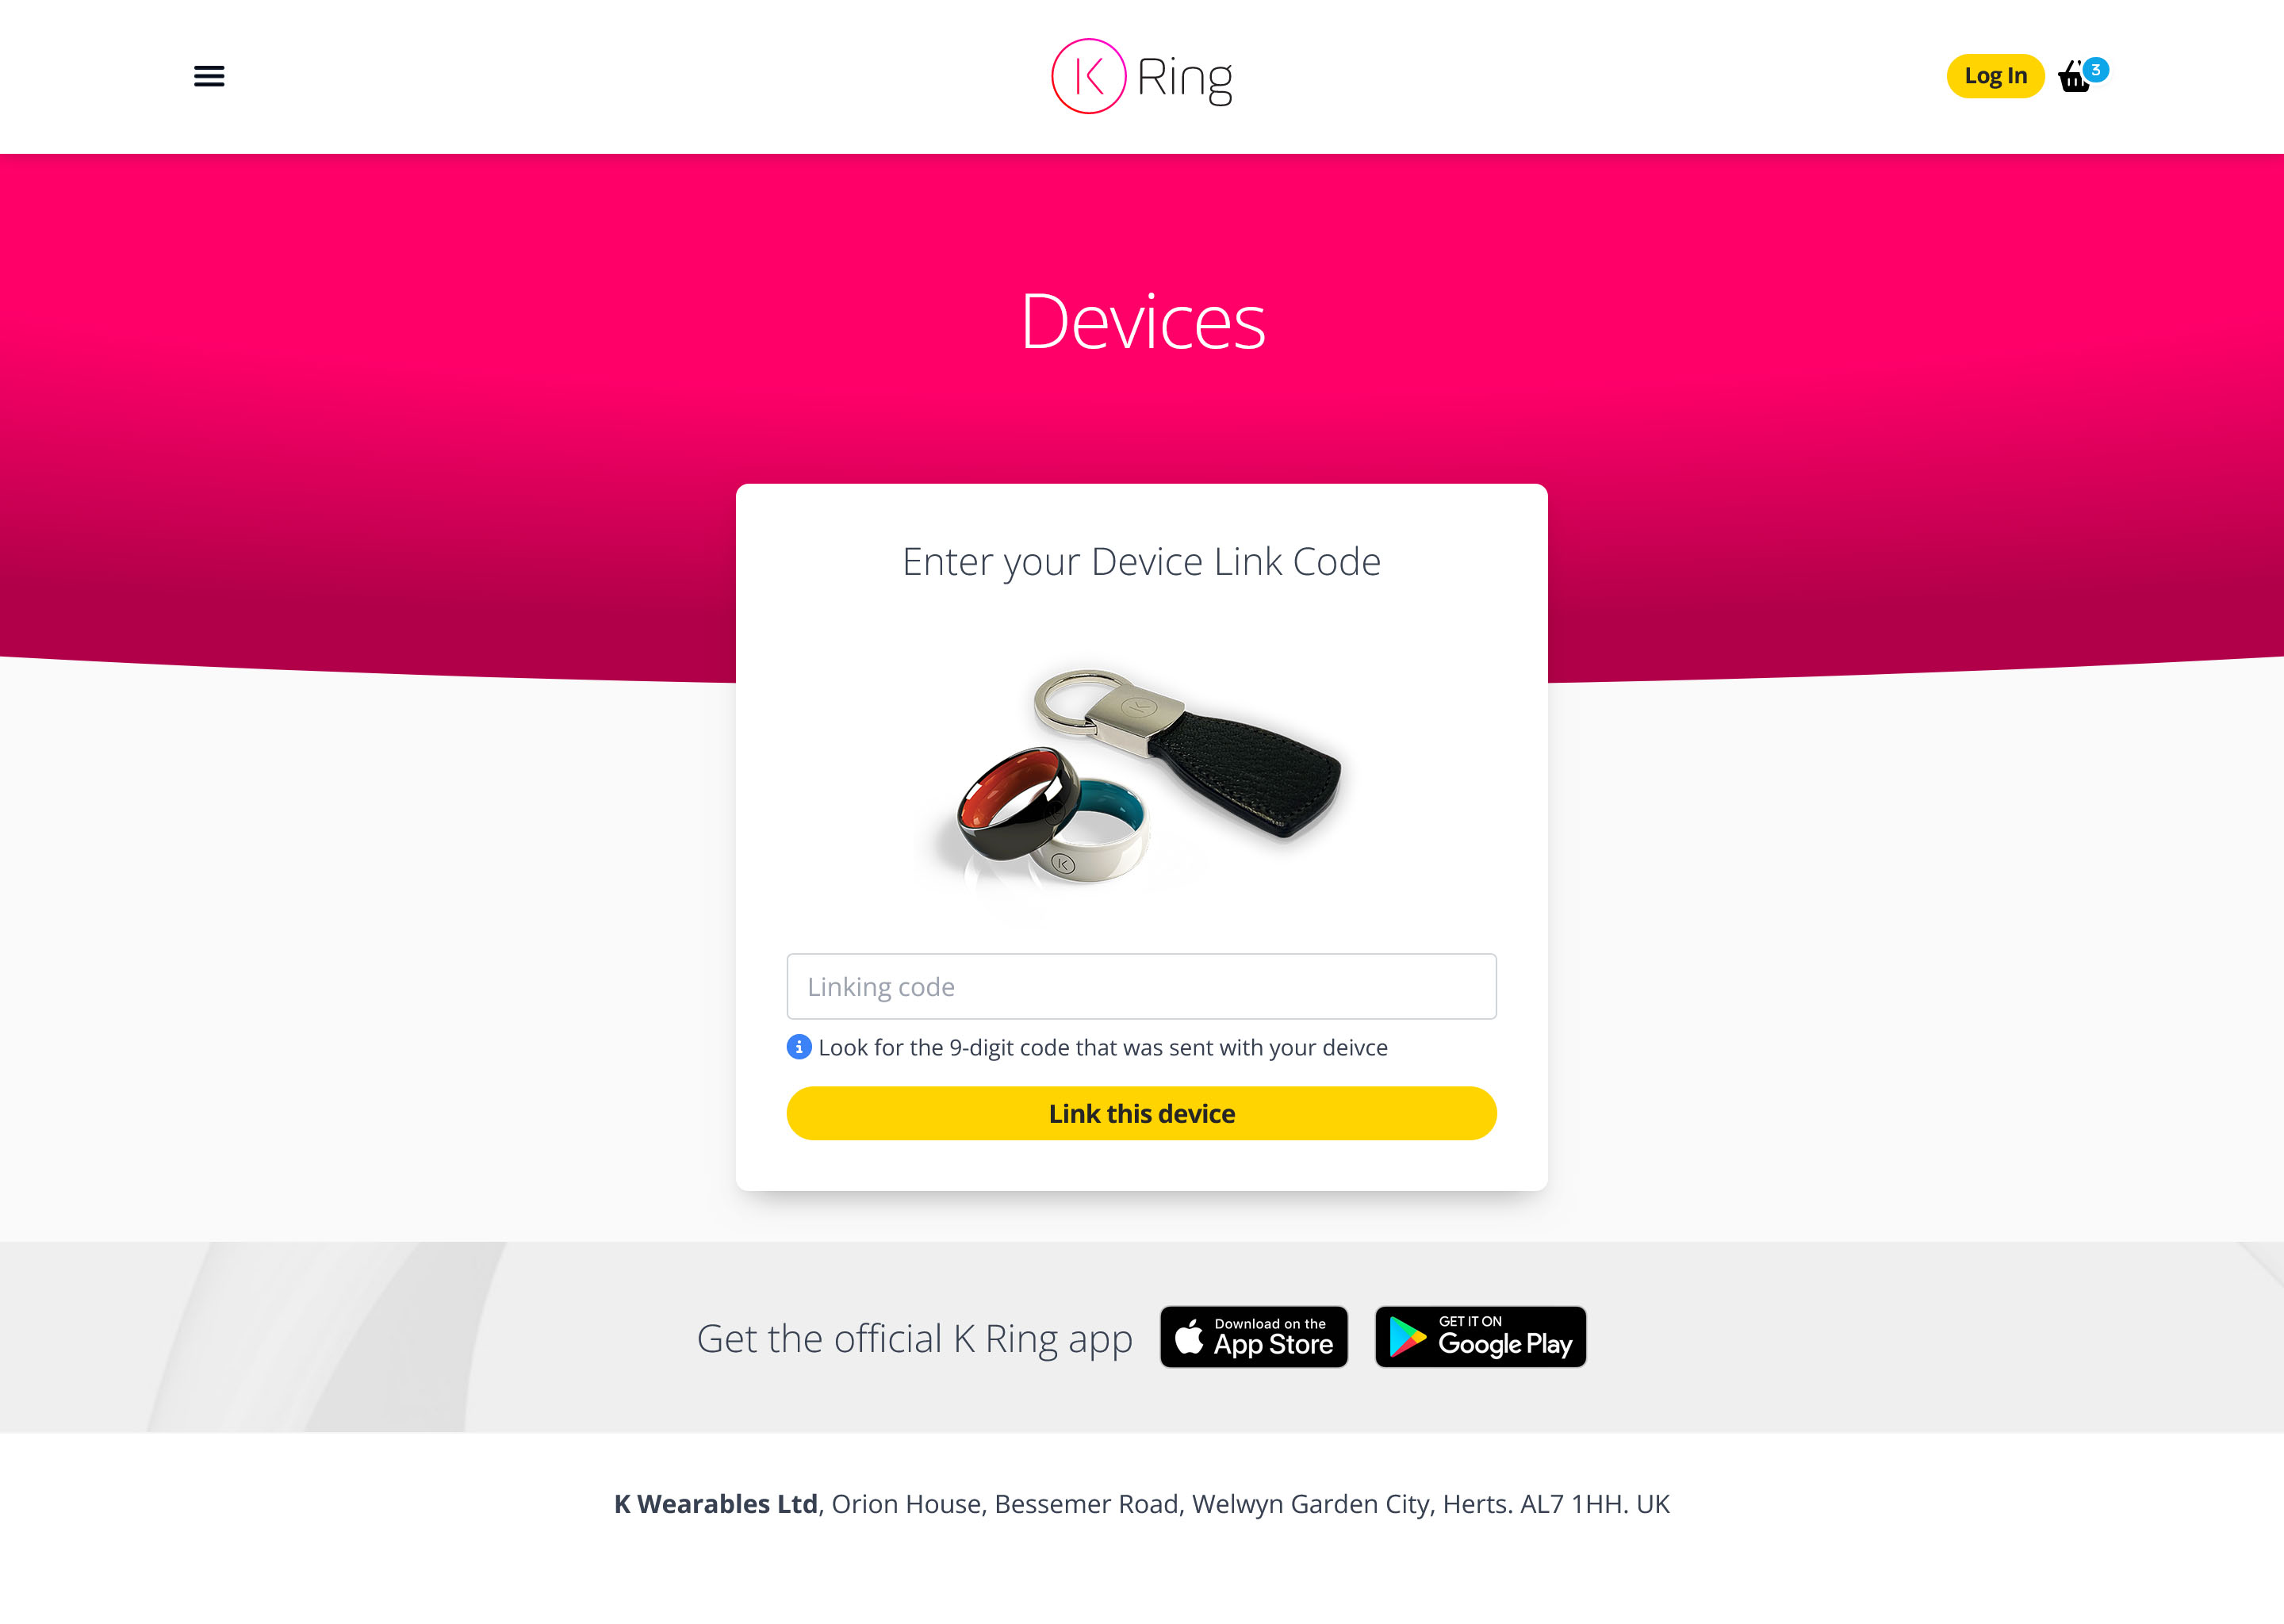 K Ring
Log In
3
Devices
Enter your Device Link Code
K
K
Linking code
Look for the 9-digit code that was sent with your deivce
Link this device
Get the official K Ring app
Download on the
App Store
GET IT ON
Google Play
K Wearables Ltd, Orion House, Bessemer Road, Welwyn Garden City, Herts. AL7 1HH. UK